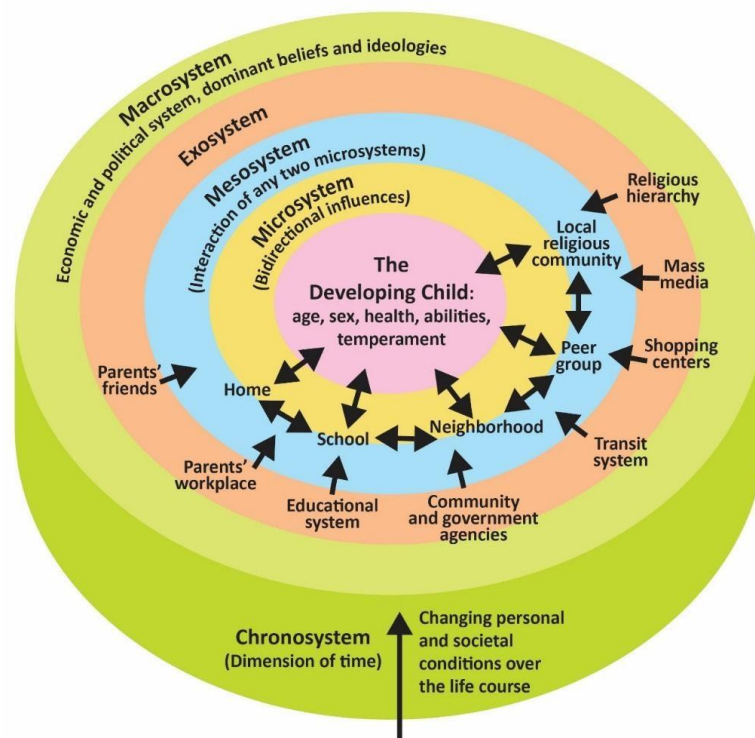 Macrosystem
Economic and political system, dominant beliefs and ideologies
Exosystem
Mesosystem
(Interaction of any two microsystems)
Microsystem
(Bidirectional influences)
The
Developing Child:
age, sex, health, abilities,
temperament
Religious
hierarchy
Local
religious
community
Mass
media
Peer
group
Shopping
centers
Parents’
friends
Home
School
Neighborhood
Transit
system
Parents’
workplace
Educational
system
Community
and government
agencies
Chronosystem
(Dimension of time)
Changing personal
and societal
conditions over
the life course